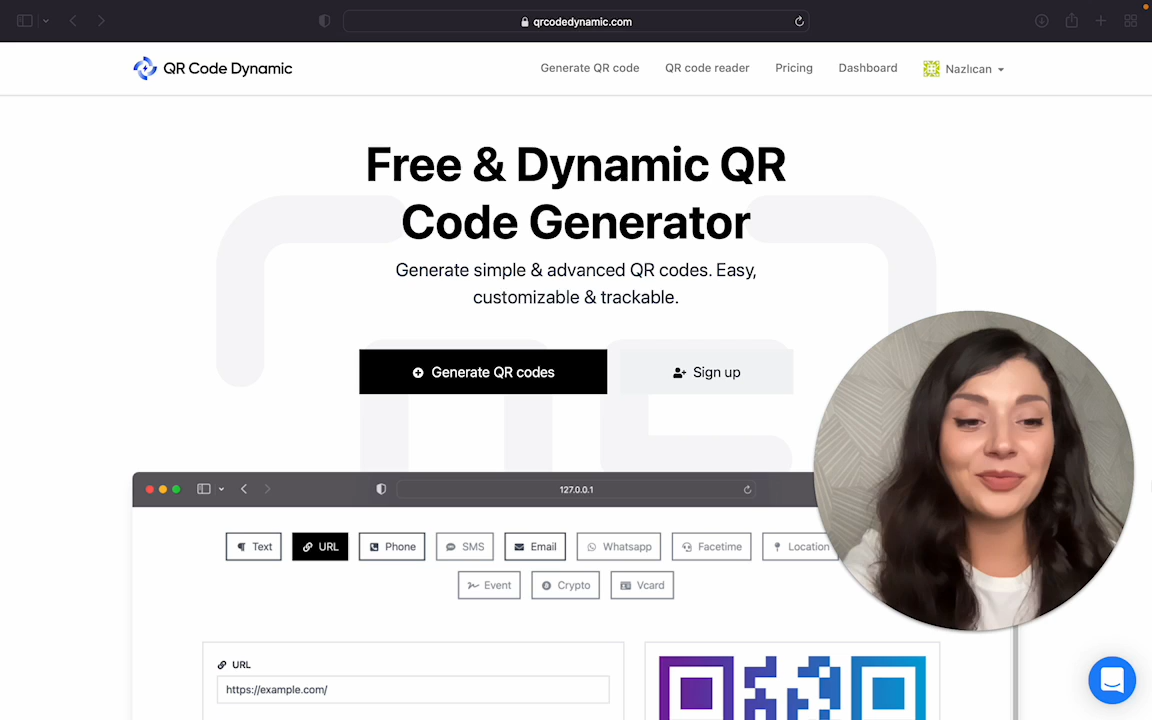 qrcodedynamic.com
QR Code Dynamic
Generate QR code
QR code reader
Pricing
Dashboard
Nazlıcan
Free & Dynamic QR
Code Generator
Generate simple & advanced QR codes. Easy,
customizable & trackable.
Generate QR codes
Sign up
127.0.0.1
Text
URL
Phone
SMS
Email
Whatsapp
Facetime
Location
Event
Crypto
Vcard
URL
https://example.com/